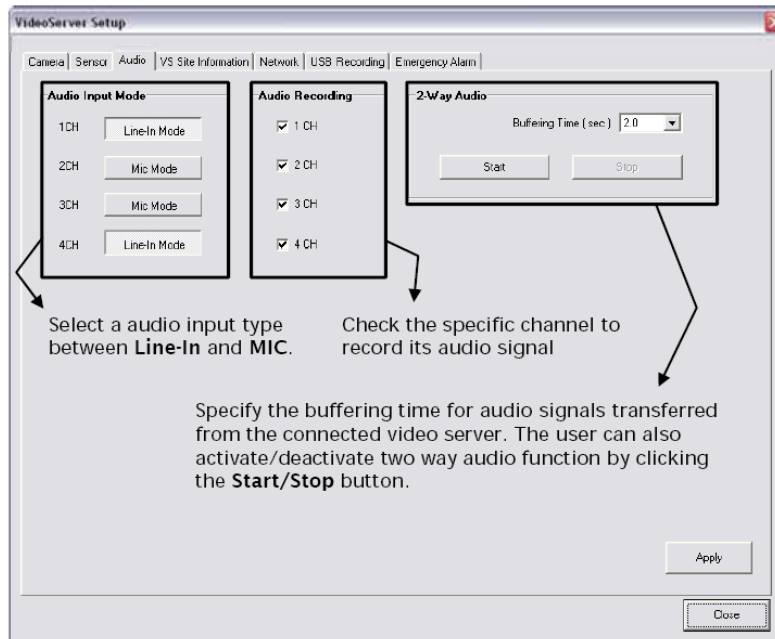 VideoServer Setup
Camera Sensor Audio VS Site Information Network USB Recording Emergency Alarm
Audio Input Mode
1CH Line-In Mode
2CH Mic Mode
3CH Mic Mode
4CH Line-In Mode
Audio Recording
1 CH
2 CH
3 CH
4 CH
2-Way Audio
Buffering Time ( sec ) 2.0
Start Stop
Select a audio input type
between Line-In and MIC.
Check the specific channel to
record its audio signal
Specify the buffering time for audio signals transferred
from the connected video server. The user can also
activate/deactivate two way audio function by clicking
the Start/Stop button.
Apply
Close